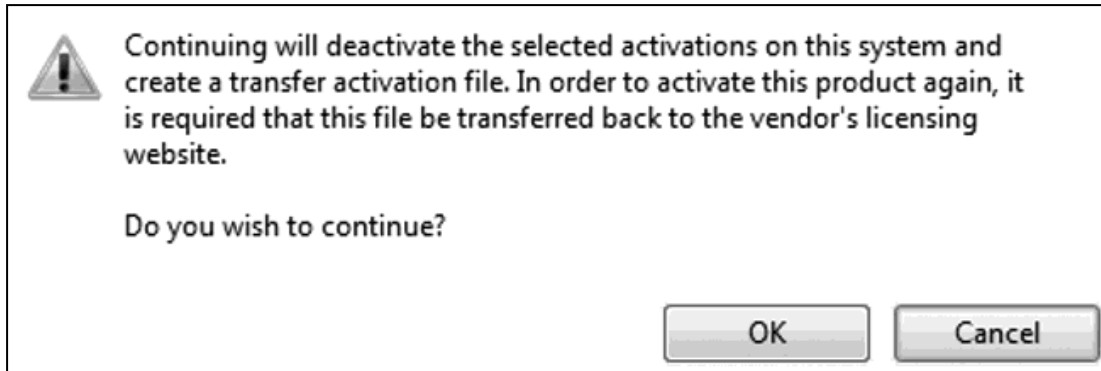 Continuing will deactivate the selected activations on this system and
create a transfer activation file. In order to activate this product again, it
is required that this file be transferred back to the vendor's licensing
website.
Do you wish to continue?
OK
Cancel